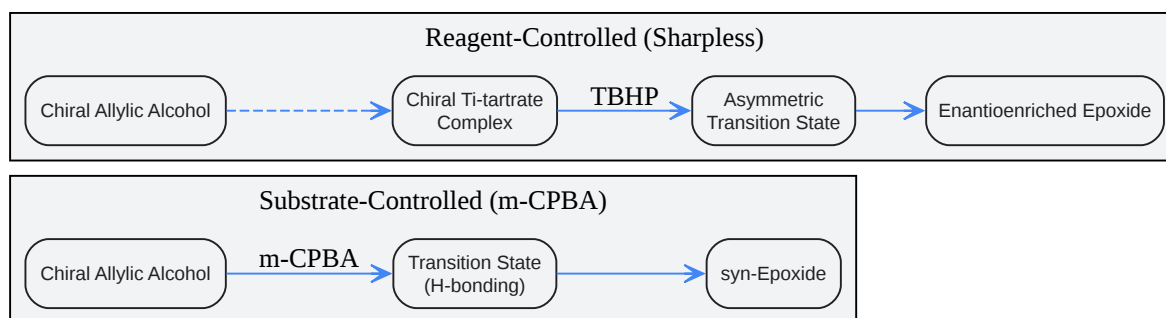 Reagent-Controlled (Sharpless)
Chiral Allylic Alcohol
Chiral Ti-tartrate
Complex
TBHP
Asymmetric
Transition State
Enantioenriched Epoxide
Substrate-Controlled (m-CPBA)
Chiral Allylic Alcohol
m-CPBA
Transition State
(H-bonding)
syn-Epoxide